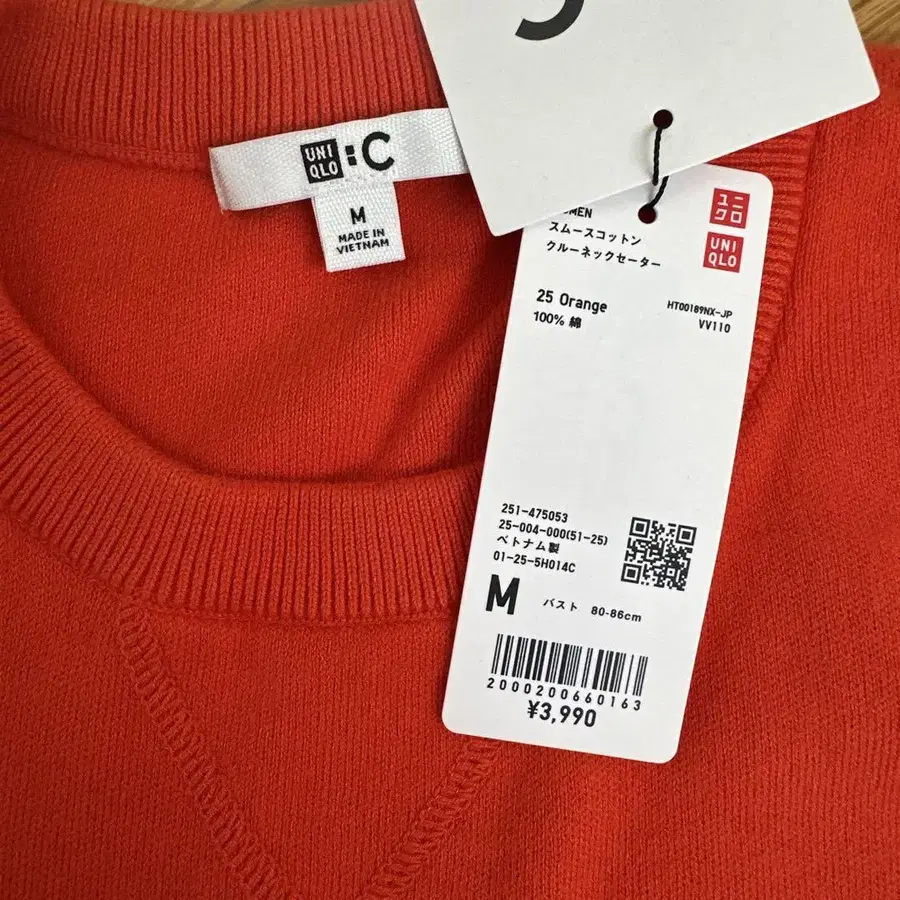 UNI
QLO
:C
M
MADE IN
VIETNAM
MEN
スムースコットン
クルーネックセーター
ユニ
クロ
UNI
QLO
25 Orange
100% 綿
HT00189NX-JP
VV110
251-475053
25-004-000(51-25)
ベトナム製
01-25-5H014C
M バスト 80-86cm
2000200660163
¥3,990